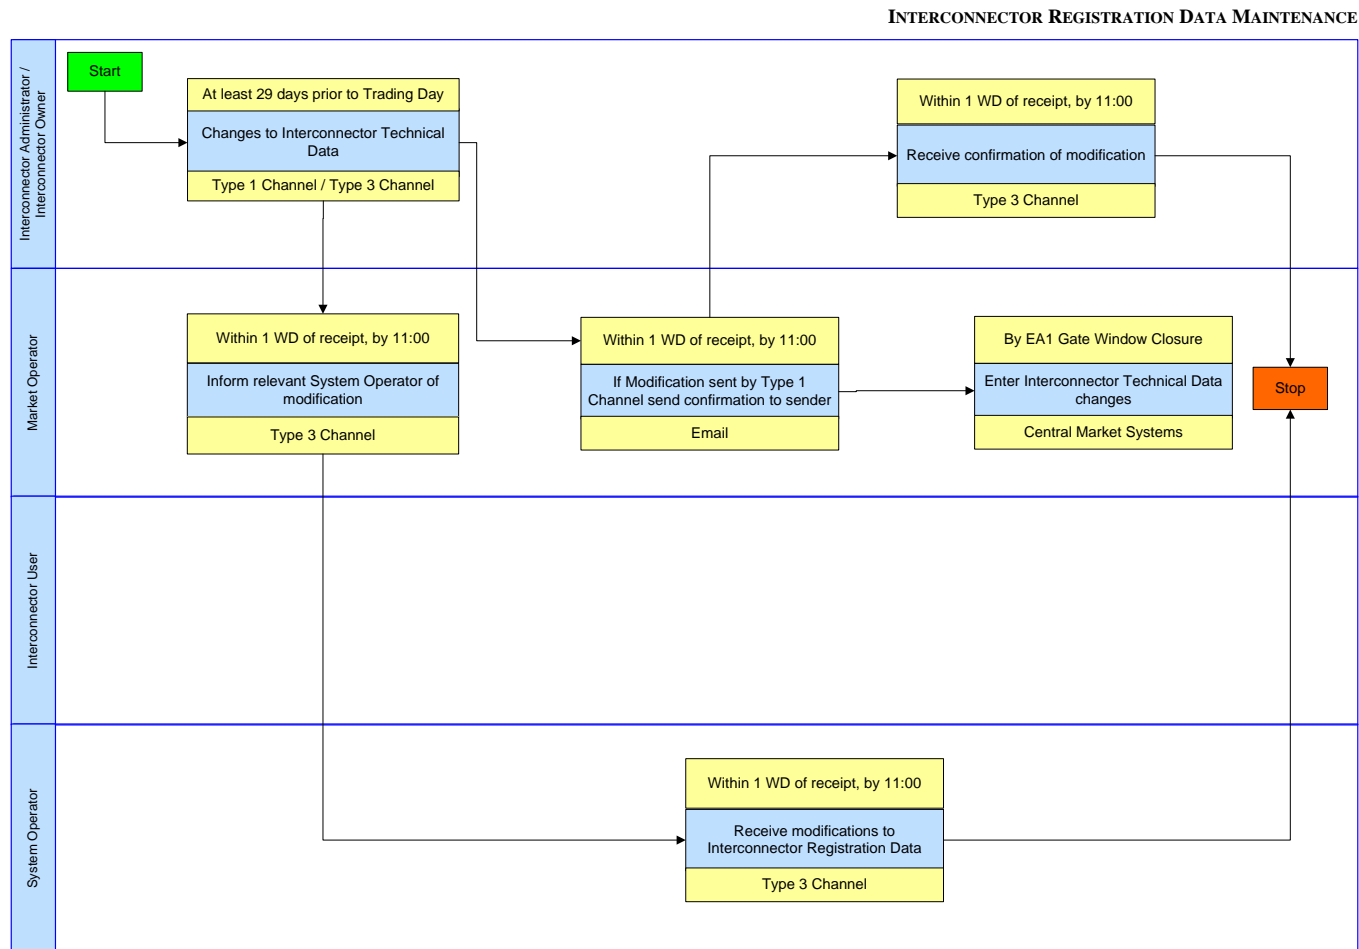 INTERCONNECTOR REGISTRATION DATA MAINTENANCE
Interconnector Administrator /
Interconnector Owner
Start
At least 29 days prior to Trading Day
Changes to Interconnector Technical
Data
Type 1 Channel / Type 3 Channel
Within 1 WD of receipt, by 11:00
Receive confirmation of modification
Type 3 Channel
Market Operator
Within 1 WD of receipt, by 11:00
Inform relevant System Operator of
modification
Type 3 Channel
Within 1 WD of receipt, by 11:00
If Modification sent by Type 1
Channel send confirmation to sender
Email
By EA1 Gate Window Closure
Enter Interconnector Technical Data
changes
Central Market Systems
Stop
Interconnector User
System Operator
Within 1 WD of receipt, by 11:00
Receive modifications to
Interconnector Registration Data
Type 3 Channel